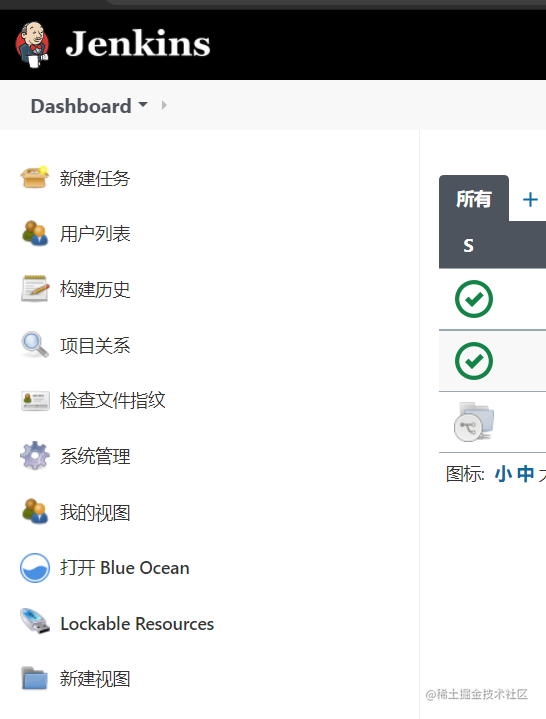 Jenkins
Dashboard
新建任务
用户列表
构建历史
项目关系
检查文件指纹
系统管理
我的视图
打开 Blue Ocean
Lockable Resources
新建视图
所有 +
S
图标: 小 中
@稀土掘金技术社区